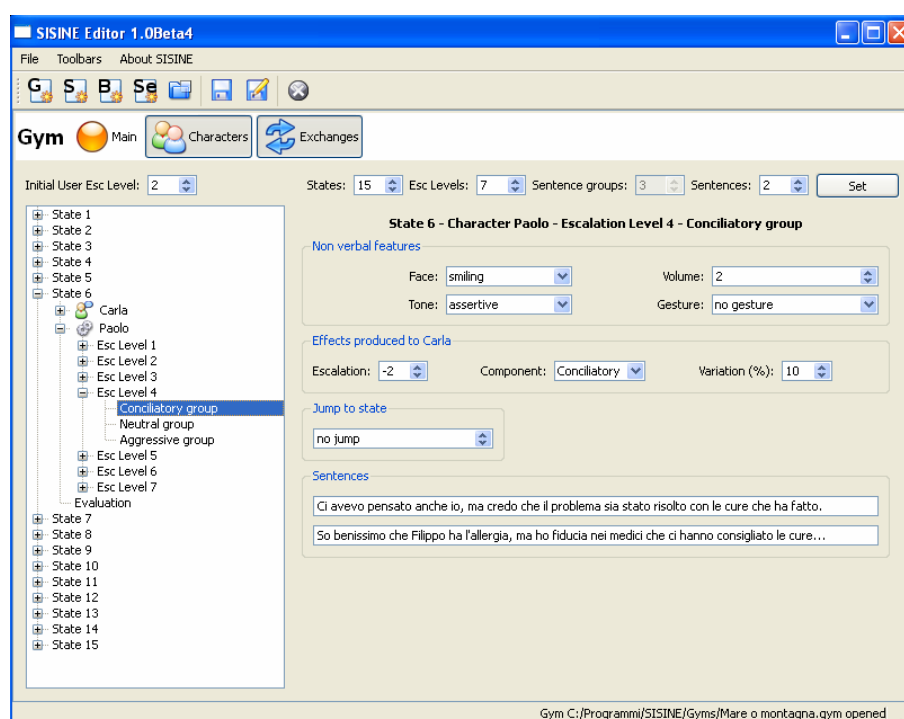 SISINE Editor 1.0Beta4
File Toolbars About SISINE
G S B Se
Gym Main Characters Exchanges
Initial User Esc Level: 2 States: 15 Esc Levels: 7 Sentence groups: 3 Sentences: 2 Set
State 1
State 2
State 3
State 4
State 5
State 6
Carla
Paolo
Esc Level 1
Esc Level 2
Esc Level 3
Esc Level 4
Conciliatory group
Neutral group
Aggressive group
Esc Level 5
Esc Level 6
Esc Level 7
Evaluation
State 7
State 8
State 9
State 10
State 11
State 12
State 13
State 14
State 15
State 6 - Character Paolo - Escalation Level 4 - Conciliatory group
Non verbal features
Face: smiling Volume: 2
Tone: assertive Gesture: no gesture
Effects produced to Carla
Escalation: -2 Component: Conciliatory Variation (%): 10
Jump to state
no jump
Sentences
Ci avevo pensato anche io, ma credo che il problema sia stato risolto con le cure che ha fatto.
So benissimo che Filippo ha l'allergia, ma ho fiducia nei medici che ci hanno consigliato le cure...
Gym C:/Programmi/SISINE/Gyms/Mare o montagna.gym opened